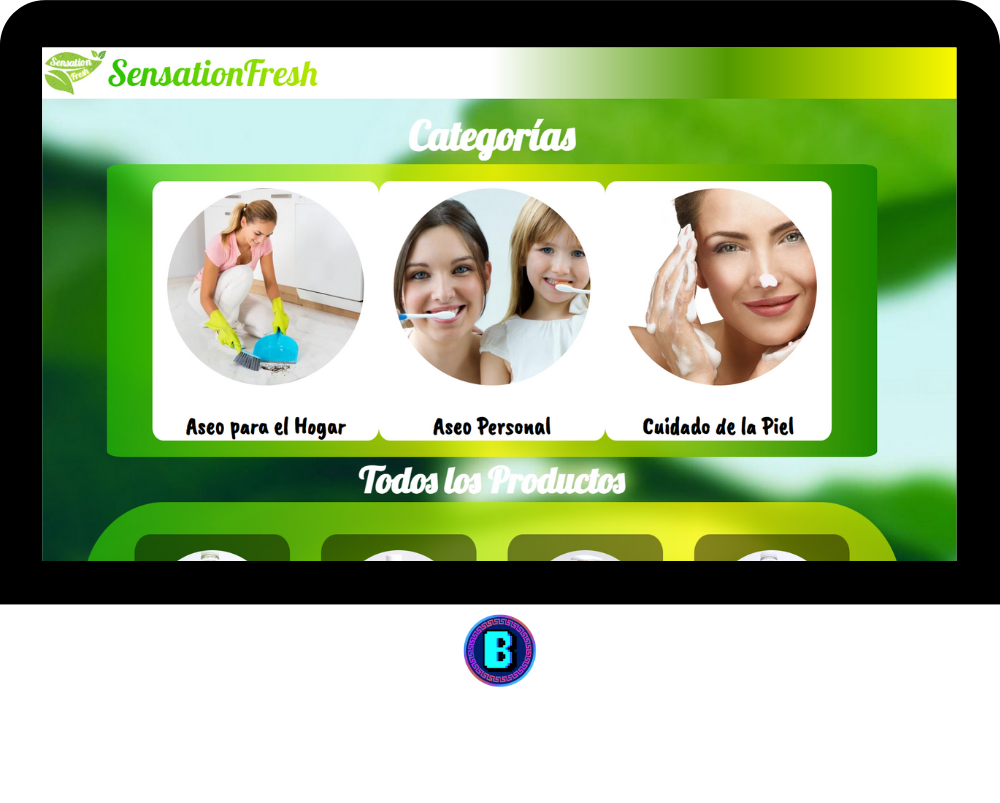 Sensation
Fresh
SensationFresh
Categorías
Aseo para el Hogar
Aseo Personal
Cuidado de la Piel
Todos los Productos
B